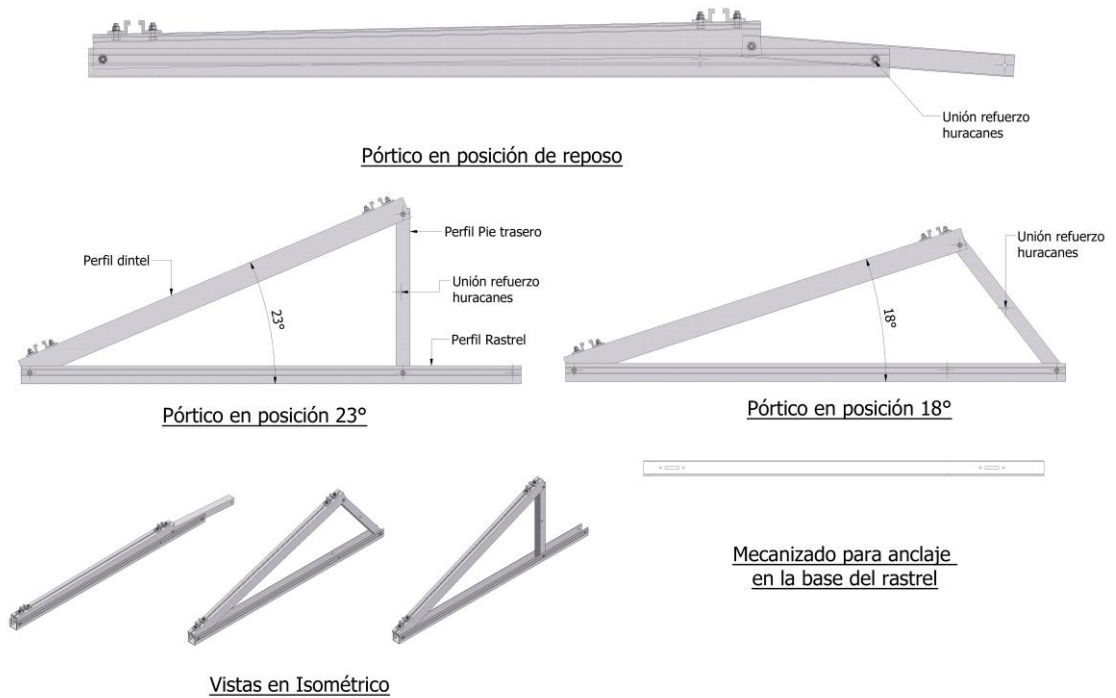 Unión refuerzo
huracanes
Pórtico en posición de reposo
Perfil dintel
23°
Perfil Pie trasero
Unión refuerzo
huracanes
Perfil Rastrel
Pórtico en posición 23°
18°
Unión refuerzo
huracanes
Pórtico en posición 18°
Mecanizado para anclaje
en la base del rastrel
Vistas en Isométrico